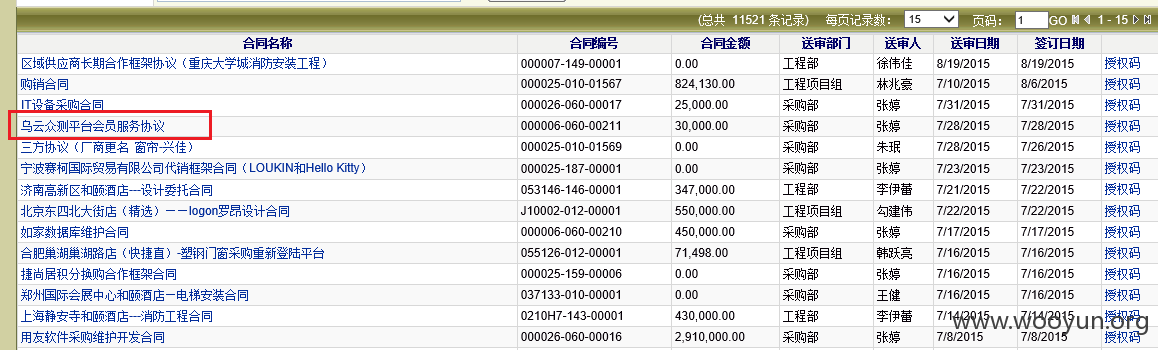 (总共 11521 条记录) 每页记录数： 15 页码： 1 GO 1 - 15
合同名称 合同编号 合同金额 送审部门 送审人 送审日期 签订日期
区域供应商长期合作框架协议（重庆大学城消防安装工程） 000007-149-00001 0.00 工程部 徐伟佳 8/19/2015 8/19/2015 授权码
购销合同 000025-010-01567 824,130.00 工程项目组 林兆豪 7/10/2015 8/6/2015 授权码
IT设备采购合同 000026-060-00017 25,000.00 采购部 张婷 7/31/2015 7/31/2015 授权码
乌云众测平台会员服务协议 000006-060-00211 30,000.00 采购部 张婷 7/28/2015 7/28/2015 授权码
三方协议（厂商更名 窗帘-兴佳） 000025-010-01569 0.00 采购部 朱珉 7/28/2015 7/26/2015 授权码
宁波赛柯国际贸易有限公司代销框架合同（LOUKIN和Hello Kitty） 000025-187-00001 0.00 采购部 张婷 7/23/2015 7/23/2015 授权码
济南高新区和颐酒店---设计委托合同 053146-146-00001 347,000.00 工程部 李伊蕾 7/21/2015 7/22/2015 授权码
北京东四北大街店（精选）－－logon罗昂设计合同 J10002-012-00001 550,000.00 工程项目组 勾建伟 7/22/2015 7/22/2015 授权码
如家数据库维护合同 000006-060-00210 450,000.00 采购部 张婷 7/17/2015 7/17/2015 授权码
合肥巢湖巢湖路店（快捷直）-塑钢门窗采购重新登陆平台 055126-012-00001 71,498.00 工程项目组 韩跃亮 7/16/2015 7/16/2015 授权码
捷尚居积分换购合作框架合同 000025-159-00006 0.00 采购部 张婷 7/16/2015 7/16/2015 授权码
郑州国际会展中心和颐酒店—电梯安装合同 037133-010-00001 0.00 采购部 王健 7/16/2015 7/16/2015 授权码
上海静安寺和颐酒店---消防工程合同 0210H7-143-00001 430,000.00 工程部 李伊蕾 7/14/2015 7/14/2015 授权码
用友软件采购维护开发合同 000026-060-00016 2,910,000.00 采购部 张婷 7/8/2015 7/8/2015 授权码
www.wooyun.org